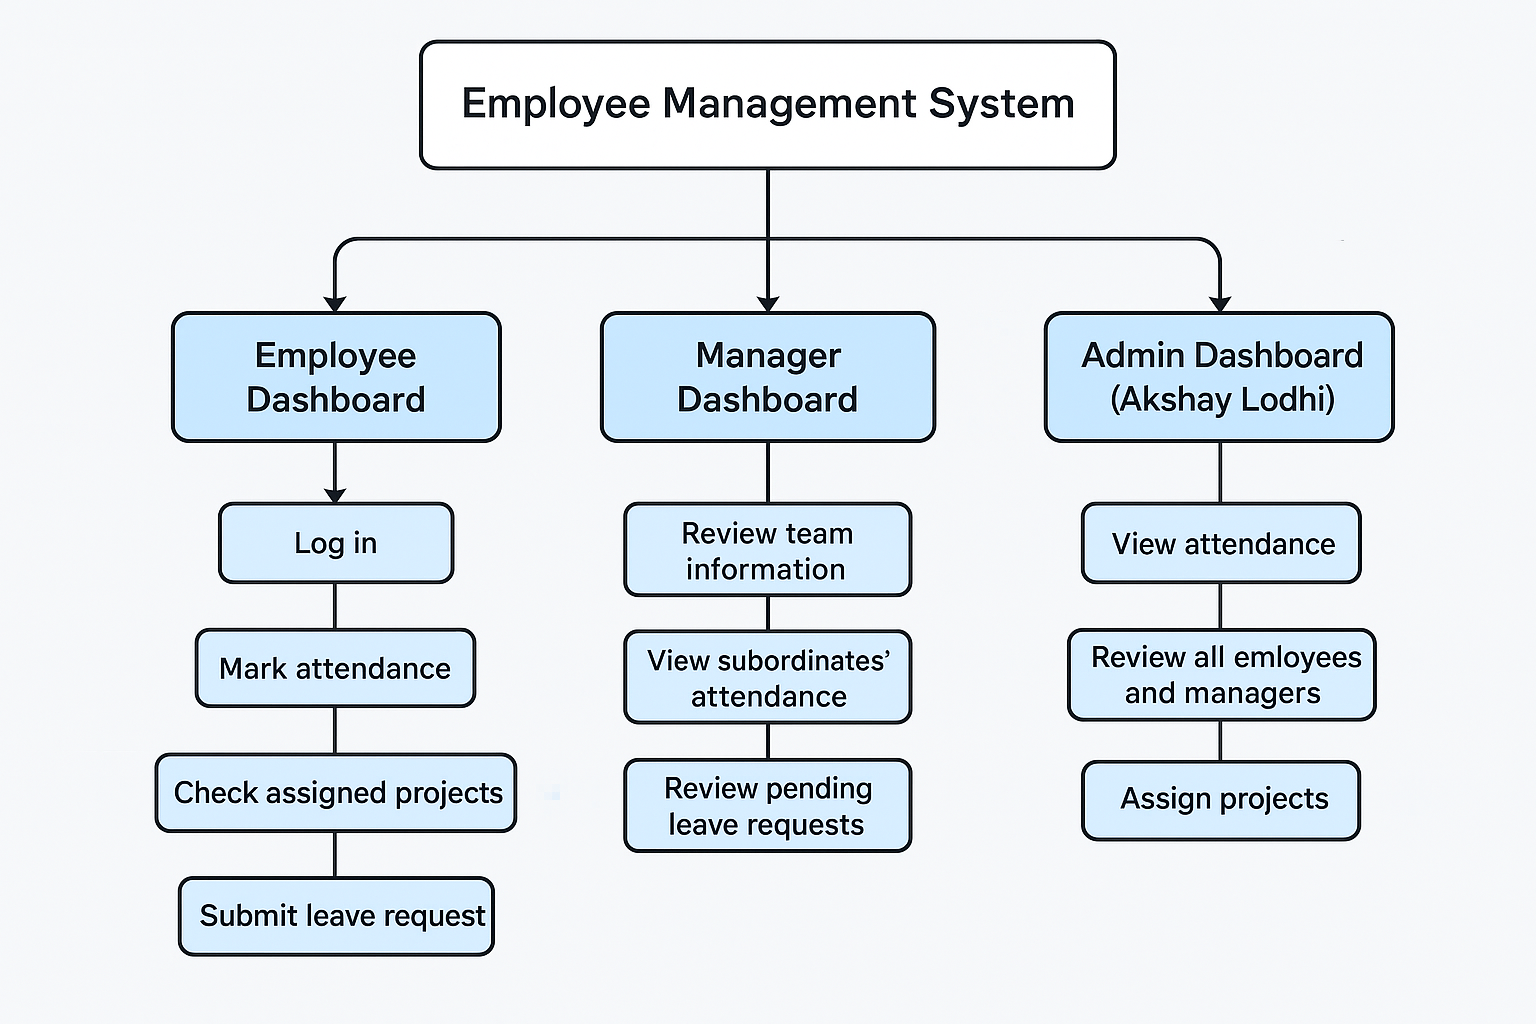 Employee Management System
Employee
Dashboard
Log in
Mark attendance
Check assigned projects
Submit leave request
Manager
Dashboard
Review team
information
View subordinates’
attendance
Review pending
leave requests
Admin Dashboard
(Akshay Lodhi)
View attendance
Review all emloyees
and managers
Assign projects